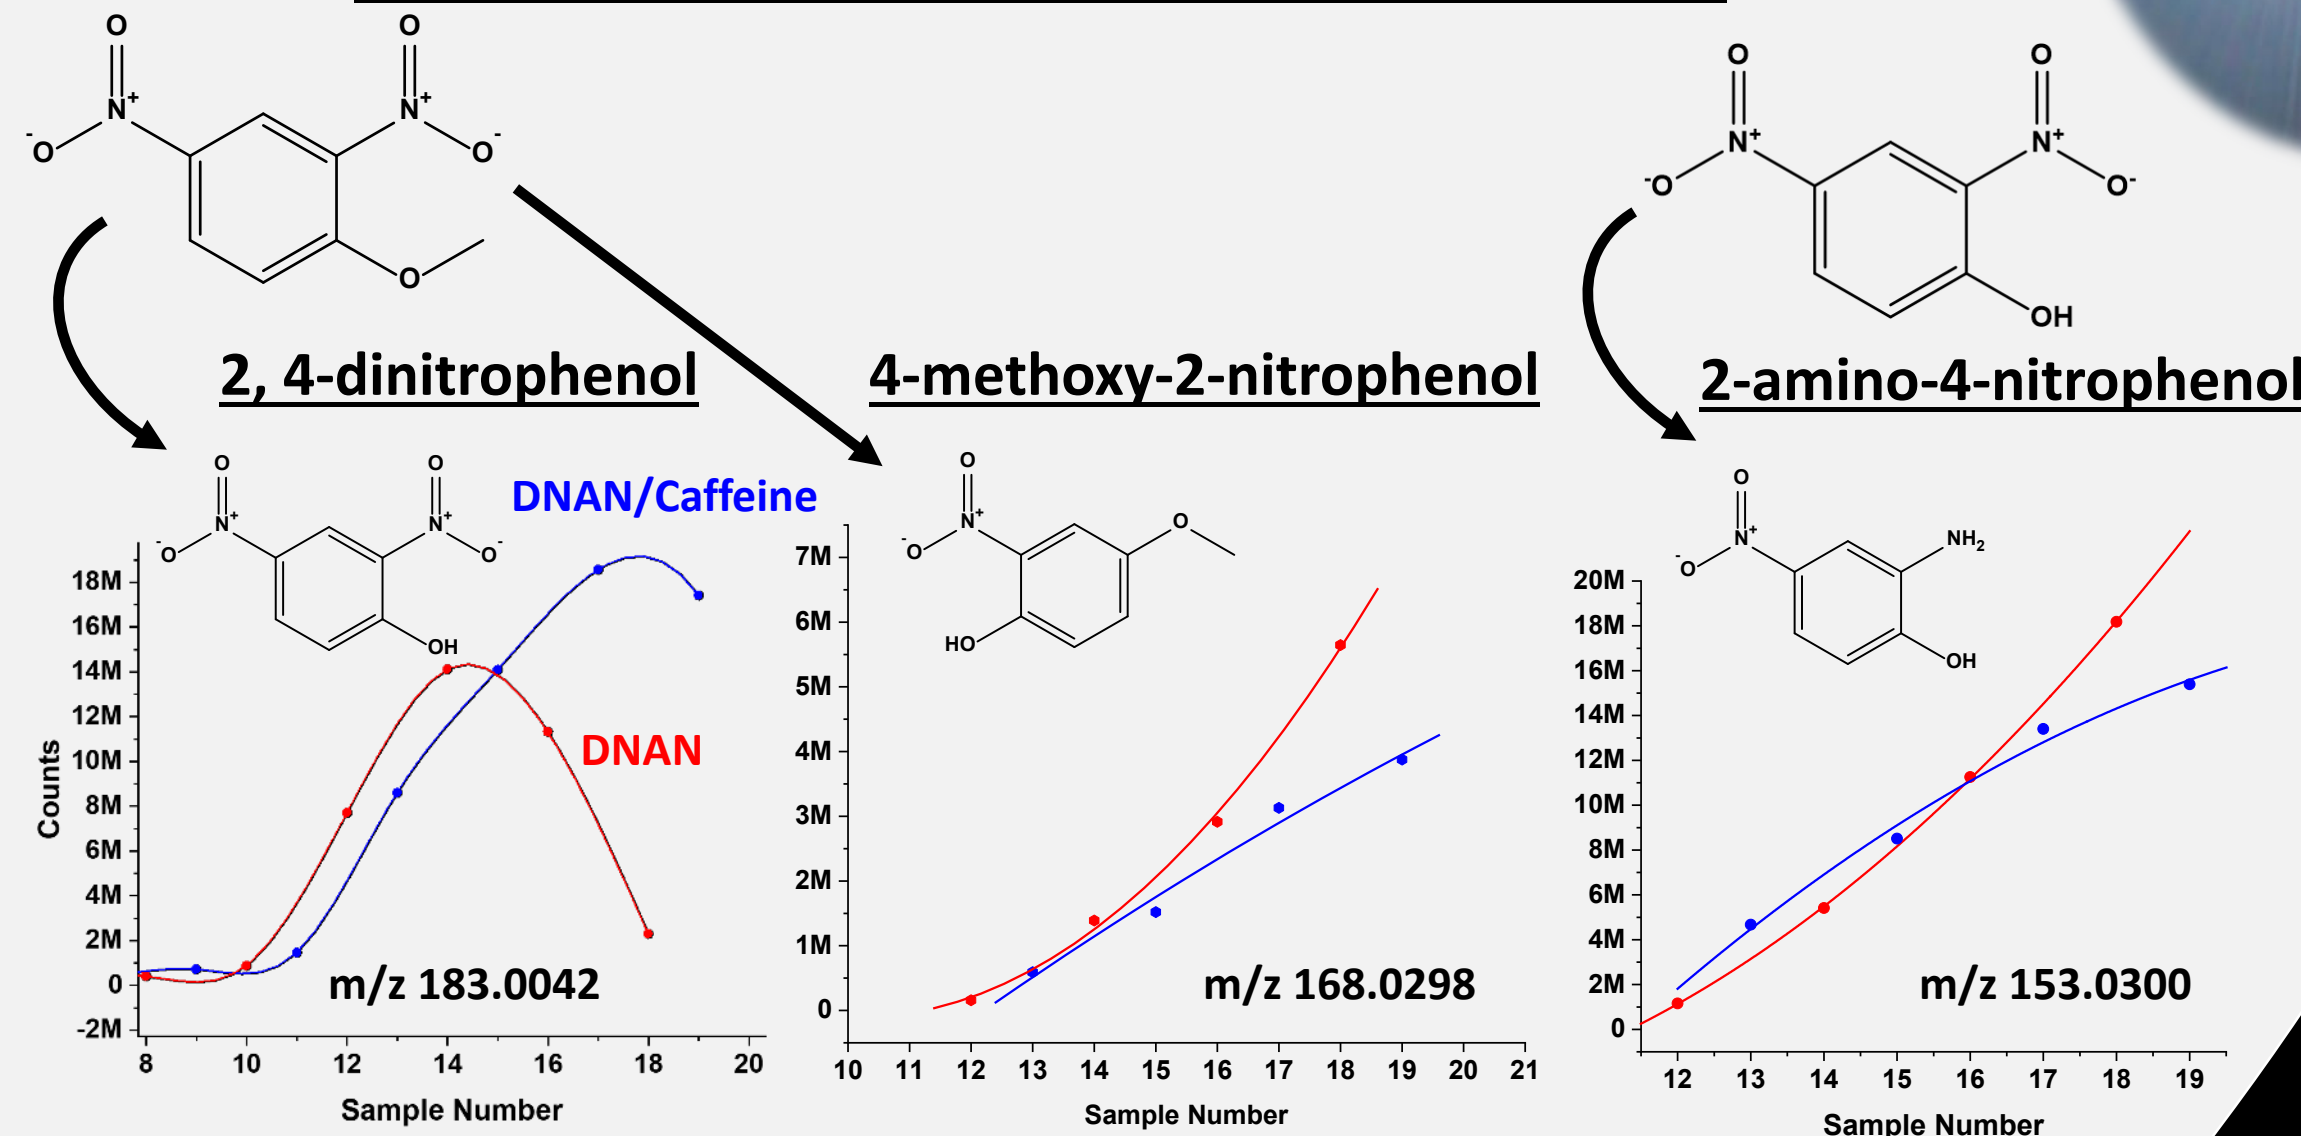 O
O
N+
N+
-O
O-
O
O
O
N+
N+
-O
O-
OH
2, 4-dinitrophenol
4-methoxy-2-nitrophenol
2-amino-4-nitrophenol
O
O
N+
N+
-O
O-
OH
DNAN/Caffeine
DNAN
18M
16M
14M
12M
10M
8M
6M
4M
2M
0
-2M
Counts
m/z 183.0042
8 10 12 14 16 18 20
Sample Number
O
N+
-O
O
HO
7M
6M
5M
4M
3M
2M
1M
0
m/z 168.0298
10 11 12 13 14 15 16 17 18 19 20 21
Sample Number
O
N+
-O
NH2
OH
20M
18M
16M
14M
12M
10M
8M
6M
4M
2M
0
m/z 153.0300
12 13 14 15 16 17 18 19
Sample Number